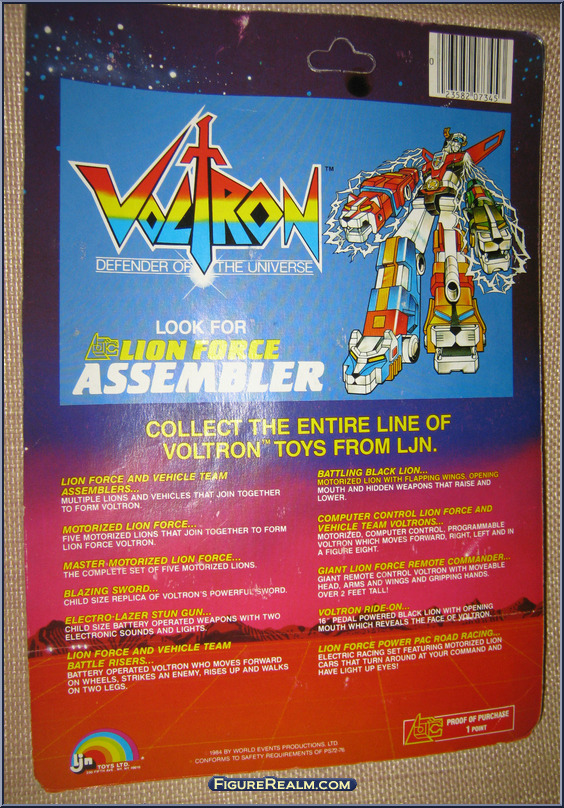 0
23582 07345
VOLTRON™
DEFENDER OF THE UNIVERSE
LOOK FOR
LION FORCE
ASSEMBLER
COLLECT THE ENTIRE LINE OF
VOLTRON™ TOYS FROM LJN.
LION FORCE AND VEHICLE TEAM
ASSEMBLERS...
MULTIPLE LIONS AND VEHICLES THAT JOIN TOGETHER
TO FORM VOLTRON.
MOTORIZED LION FORCE...
FIVE MOTORIZED LIONS THAT JOIN TOGETHER TO FORM
LION FORCE VOLTRON.
MASTER-MOTORIZED LION FORCE...
THE COMPLETE SET OF FIVE MOTORIZED LIONS.
BLAZING SWORD...
CHILD SIZE REPLICA OF VOLTRON'S POWERFUL SWORD.
ELECTRO-LAZER STUN GUN...
CHILD SIZE BATTERY OPERATED WEAPONS WITH TWO
ELECTRONIC SOUNDS AND LIGHTS.
LION FORCE AND VEHICLE TEAM
BATTLE RISERS...
BATTERY OPERATED VOLTRON WHO MOVES FORWARD
ON WHEELS, STRIKES AN ENEMY, RISES UP AND WALKS
ON TWO LEGS.
BATTLING BLACK LION...
MOTORIZED LION WITH FLAPPING WINGS, OPENING
MOUTH AND HIDDEN WEAPONS THAT RAISE AND
LOWER.
COMPUTER CONTROL LION FORCE AND
VEHICLE TEAM VOLTRONS...
MOTORIZED, COMPUTER CONTROL, PROGRAMMABLE
VOLTRON WHICH MOVES FORWARD, RIGHT, LEFT AND IN
A FIGURE EIGHT.
GIANT LION FORCE REMOTE COMMANDER...
GIANT REMOTE CONTROL VOLTRON WITH MOVEABLE
HEAD, ARMS AND WINGS AND GRIPPING HANDS.
OVER 2 FEET TALL!
VOLTRON RIDE-ON...
16" PEDAL POWERED BLACK LION WITH OPENING
MOUTH WHICH REVEALS THE FACE OF VOLTRON.
LION FORCE POWER PAC ROAD RACING...
ELECTRIC RACING SET FEATURING MOTORIZED LION
CARS THAT TURN AROUND AT YOUR COMMAND AND
HAVE LIGHT UP EYES!
PROOF OF PURCHASE
1 POINT
ljn
TOYS LTD.
1984 BY WORLD EVENTS PRODUCTIONS, LTD.
CONFORMS TO SAFETY REQUIREMENTS OF PS72-76
FIGUREREALM.COM